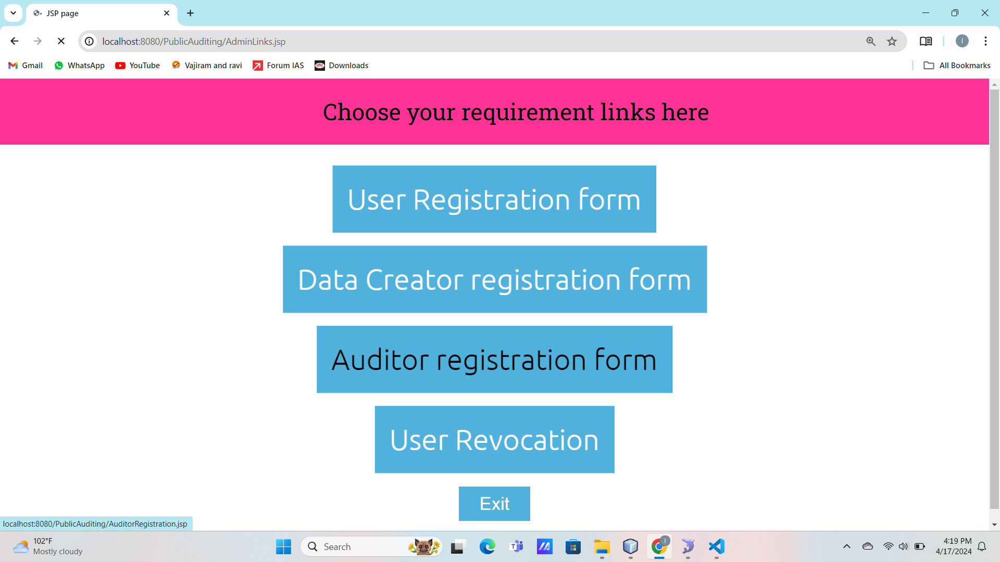 JSP page
localhost:8080/PublicAuditing/AdminLinks.jsp
I
Gmail WhatsApp YouTube Vajiram and ravi Forum IAS Downloads All Bookmarks
Choose your requirement links here
User Registration form
Data Creator registration form
Auditor registration form
User Revocation
Exit
localhost:8080/PublicAuditing/AuditorRegistration.jsp
102°F
Mostly cloudy
Search
4:19 PM
4/17/2024